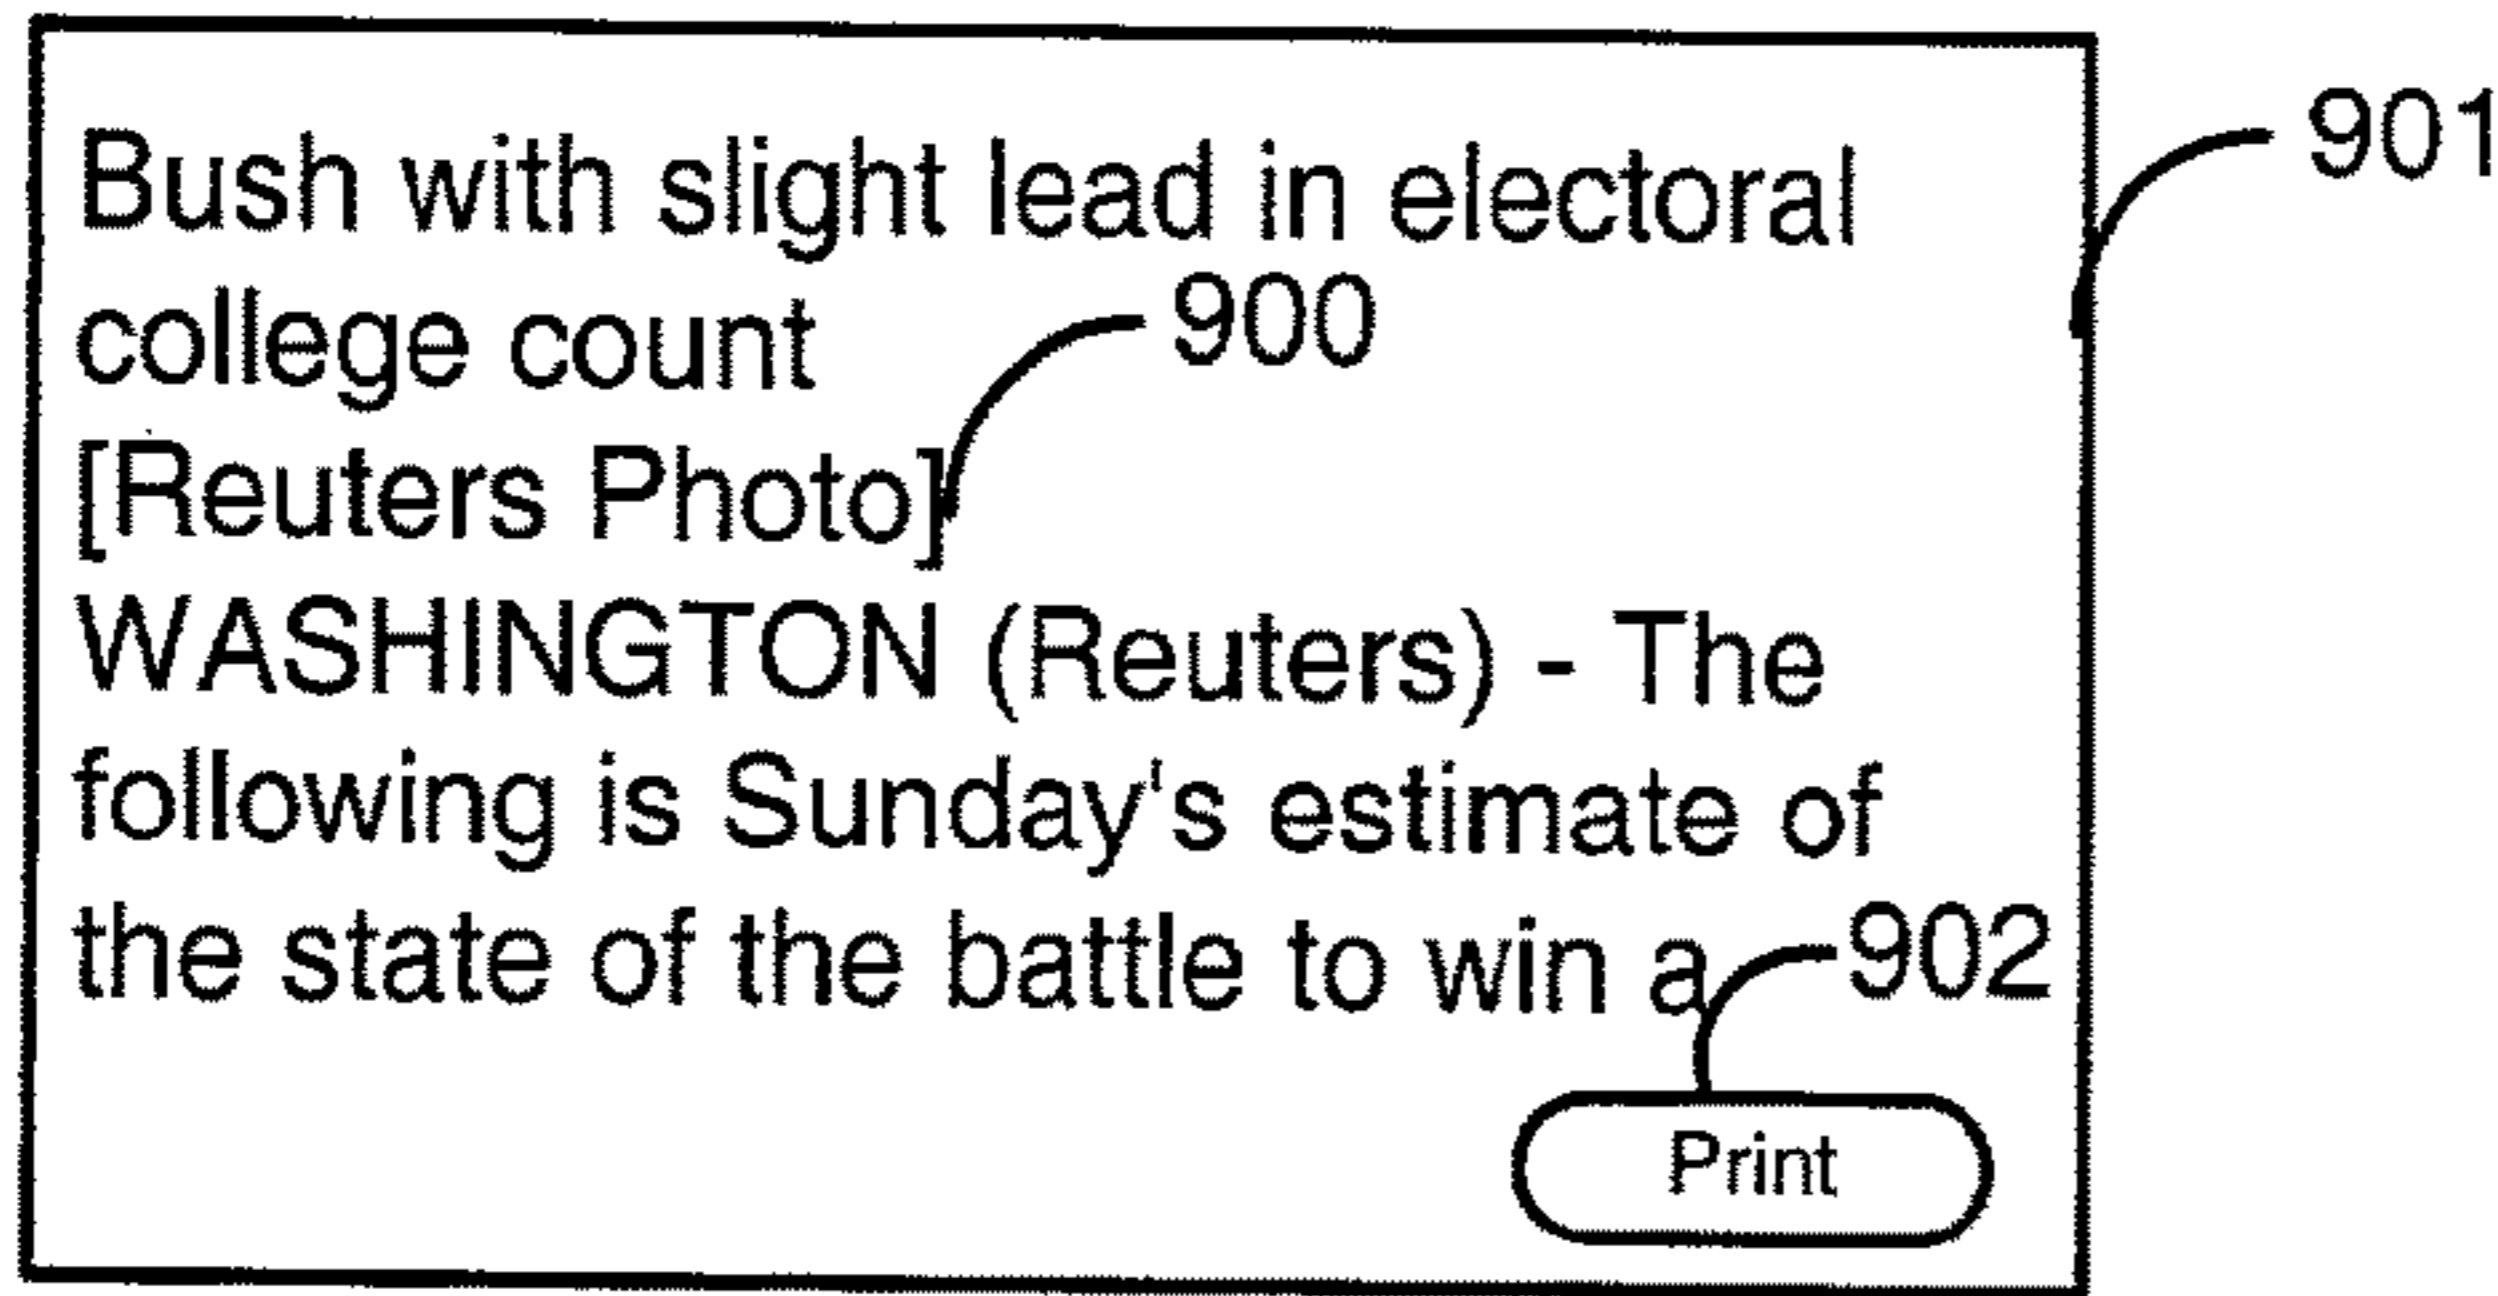 901
Bush with slight lead in electoral
college count
900
[Reuters Photo]
WASHINGTON (Reuters) - The
following is Sunday's estimate of
the state of the battle to win a
902
Print